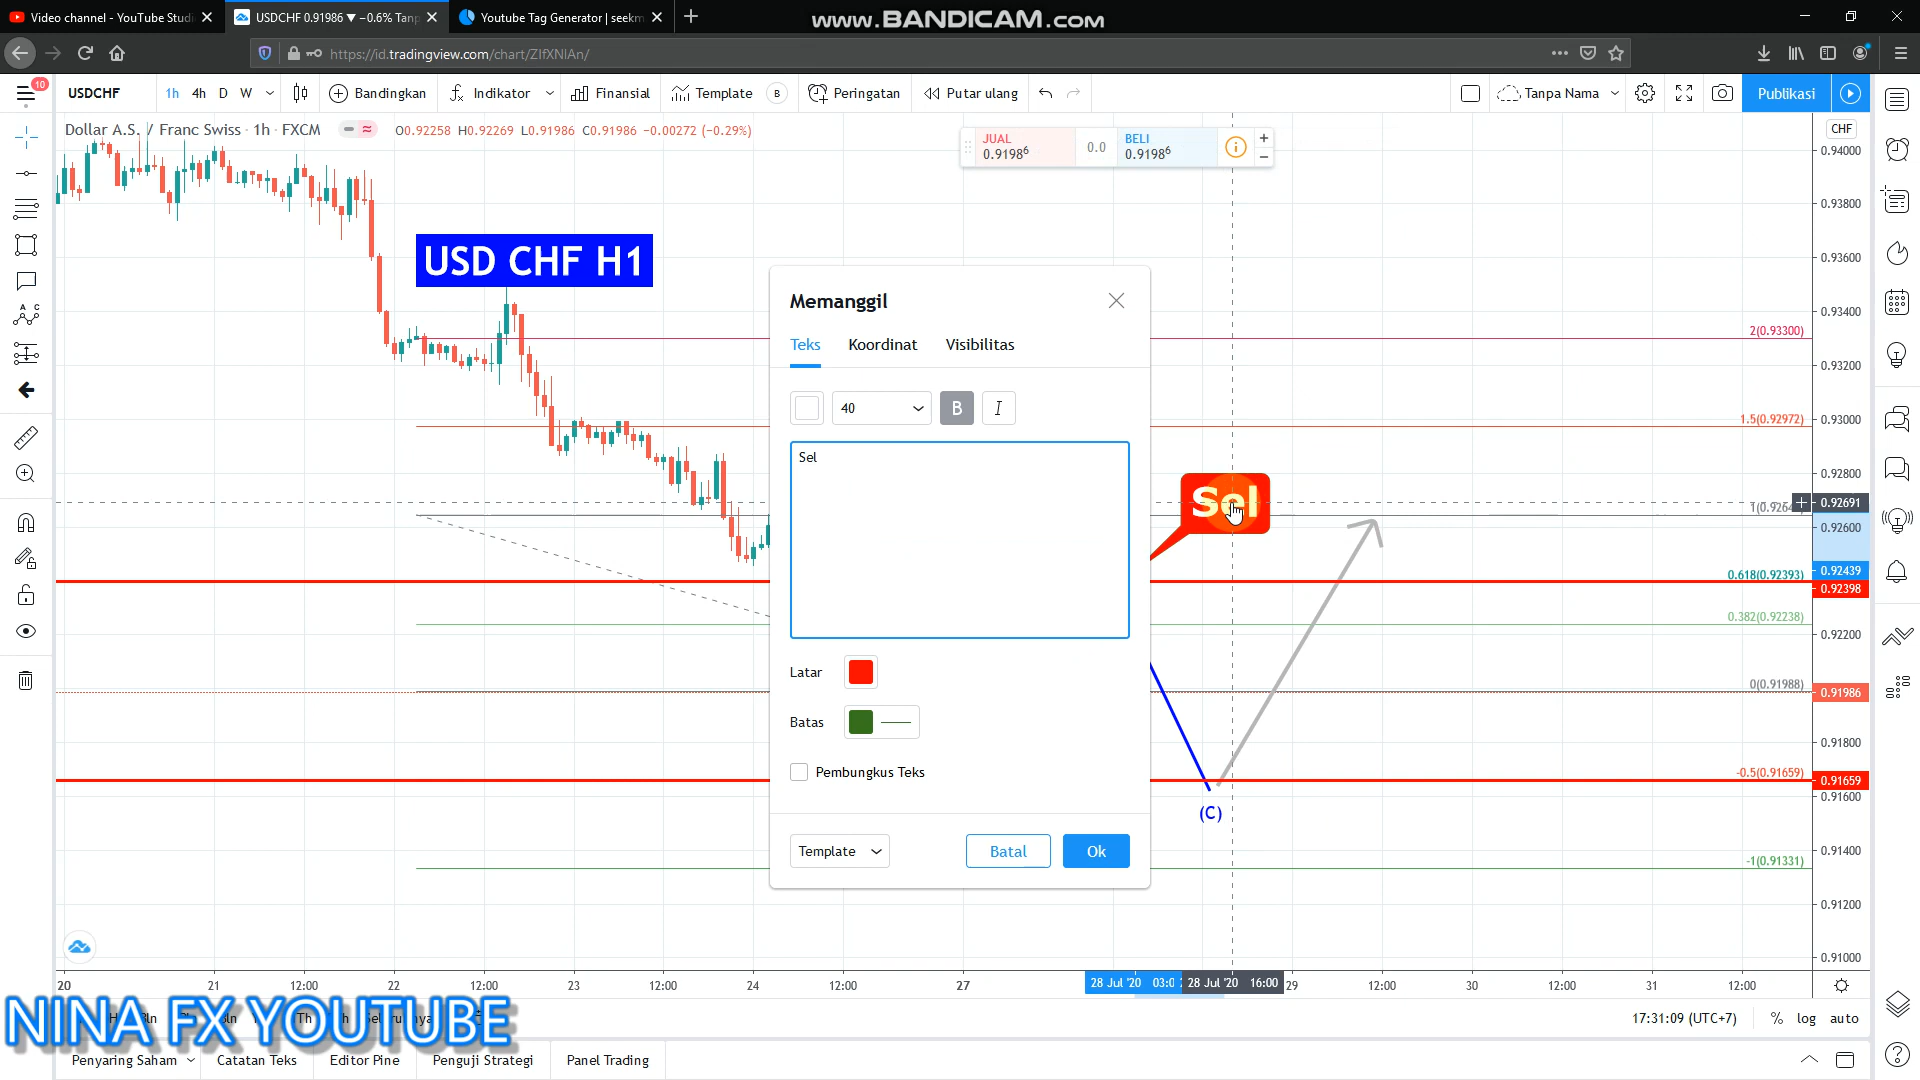 Video channel - YouTube Studi
USDCHF 0.91986 ▼ −0.6% Tanp
Youtube Tag Generator | seekm
www.BANDICAM.com
https://id.tradingview.com/chart/ZIfXNIAn/
10
USDCHF
1h
4h
D
W
Bandingkan
Indikator
Finansial
Template
B
Peringatan
Putar ulang
Tanpa Nama
Publikasi
Dollar A.S. / Franc Swiss · 1h · FXCM
O0.92258 H0.92269 L0.91986 C0.91986 −0.00272 (−0.29%)
JUAL
0.91986
0.0
BELI
0.91986
CHF
0.94000
0.93800
0.93600
0.93400
0.93200
0.93000
0.92800
0.92691
0.92600
0.92439
0.92398
0.92200
0.91986
0.91800
0.91659
0.91600
0.91400
0.91200
0.91000
USD CHF H1
2(0.93300)
1.5(0.92972)
0.618(0.92393)
0.382(0.92238)
0(0.91988)
-0.5(0.91659)
-1(0.91331)
Memanggil
Teks
Koordinat
Visibilitas
40
B
I
Sel
Latar
Batas
Pembungkus Teks
Template
Batal
Ok
Sel
(C)
20
21
12:00
22
12:00
23
12:00
24
12:00
27
28 Jul '20
28 Jul '20 16:00
29
12:00
30
12:00
31
12:00
NINA FX YOUTUBE
17:31:09 (UTC+7)
%
log
auto
Penyaring Saham
Catatan Teks
Editor Pine
Penguji Strategi
Panel Trading